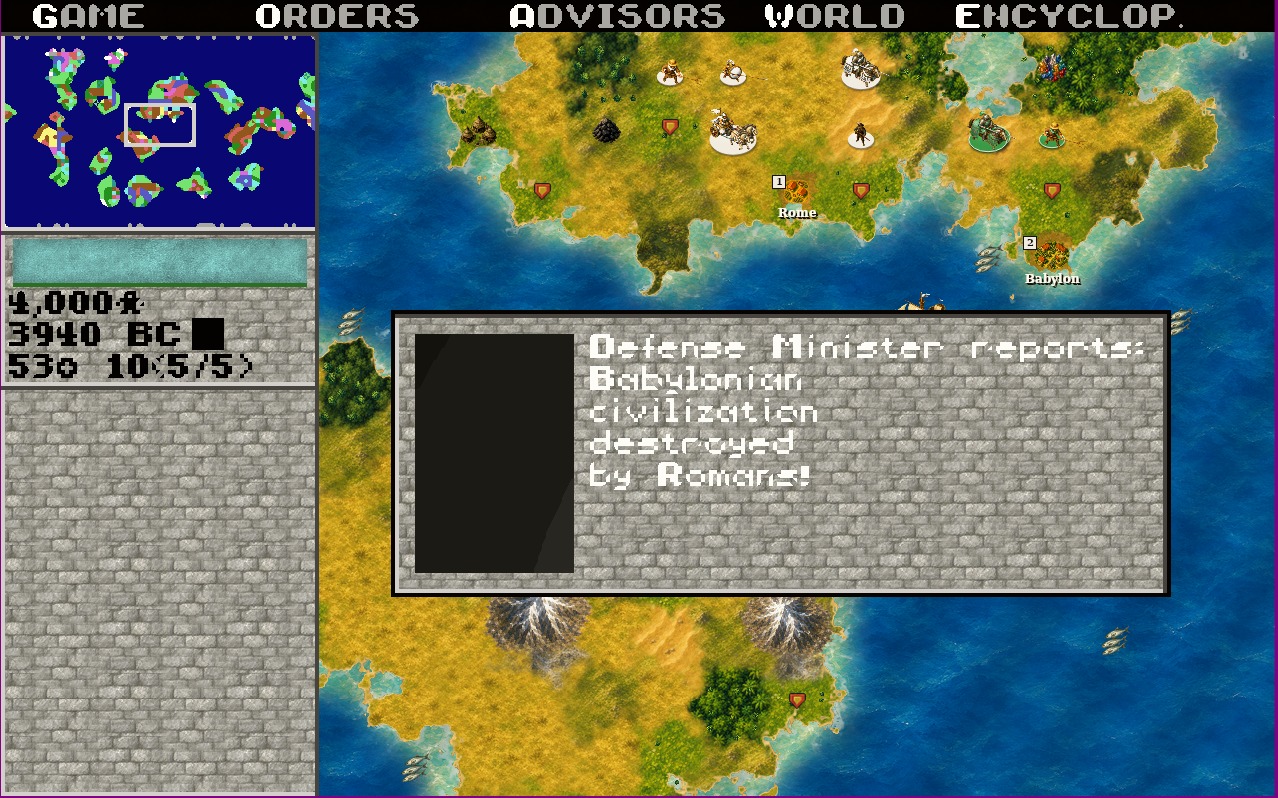 GAME ORDERS ADVISORS WORLD ENCYCLOP.
1
Rome
2
Babylon
4,000
3940 BC
53 10(5/5)
Defense Minister reports:
Babylonian
civilization
destroyed
by Romans!